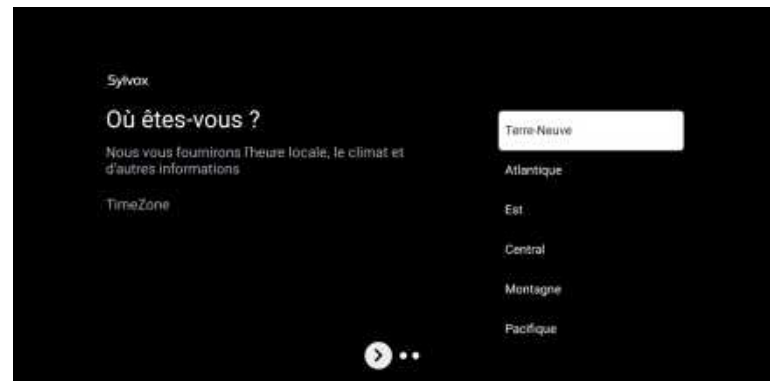 Sylvox
Où êtes-vous ?
Nous vous fournirons l'heure locale, le climat et
d'autres informations
TimeZone
Terre-Neuve
Atlantique
Est
Central
Montagne
Pacifique